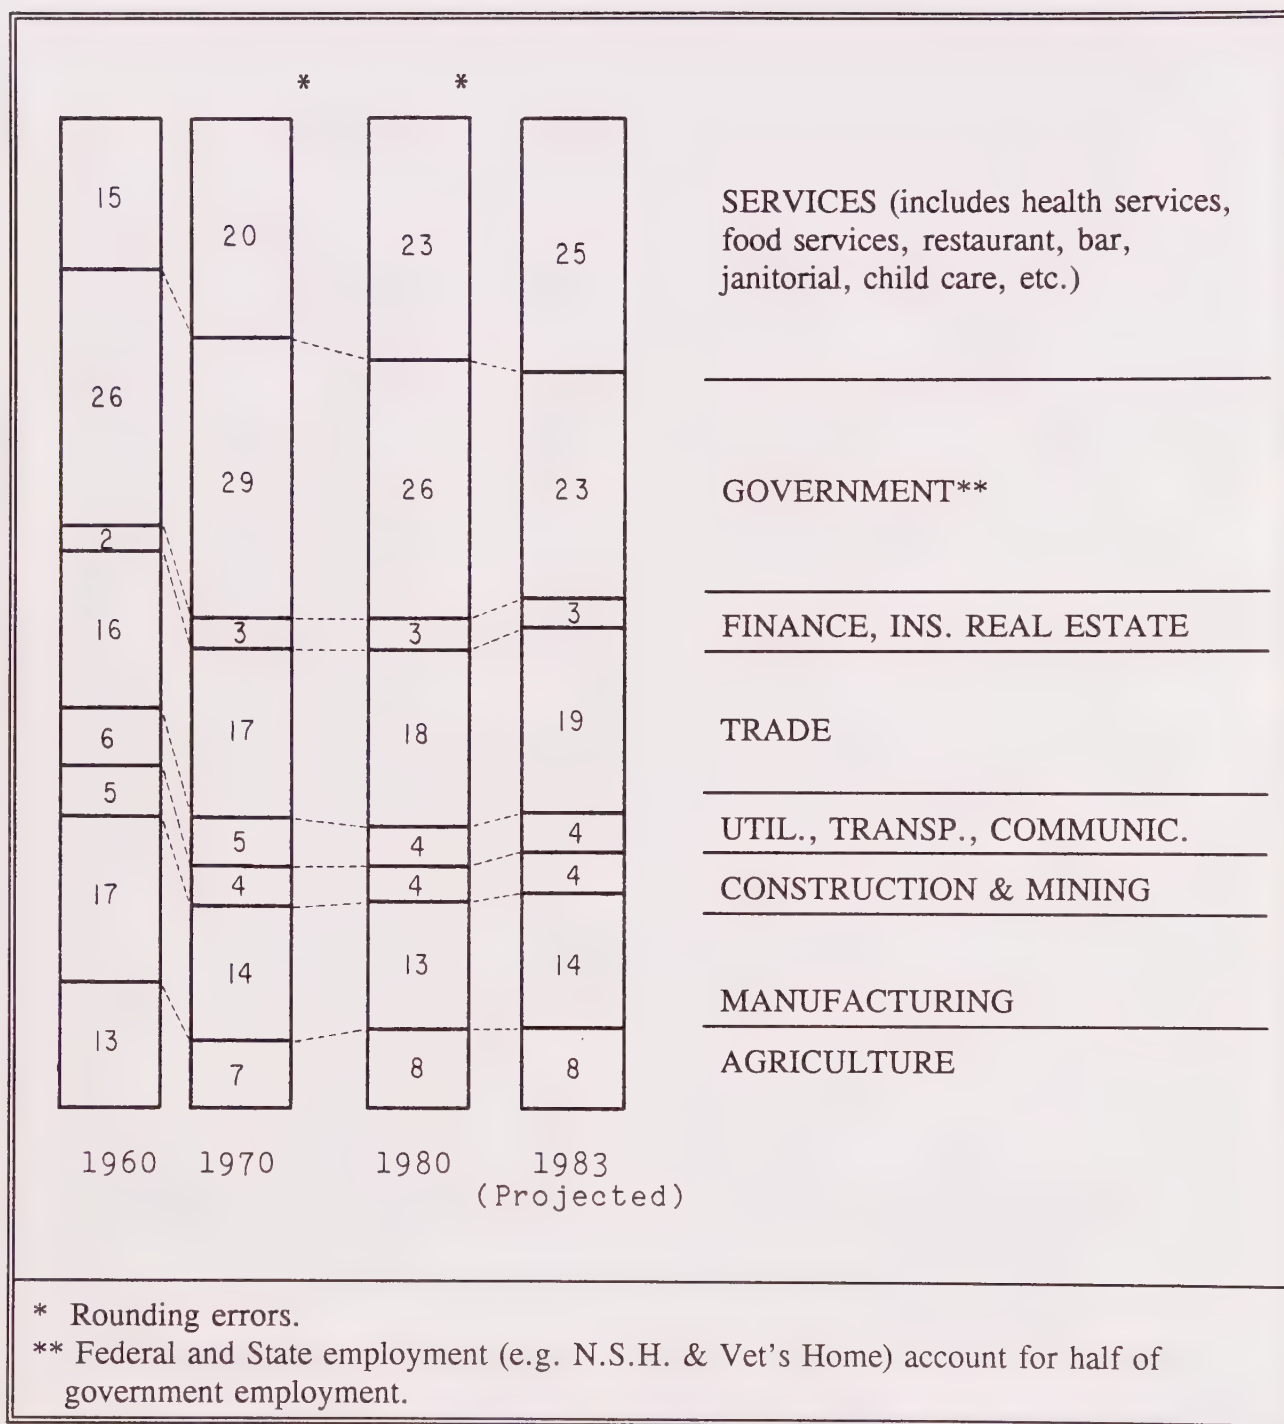 * *
15 20 23 25
SERVICES (includes health services,
food services, restaurant, bar,
janitorial, child care, etc.)
26 29 26 23
GOVERNMENT**
2 3 3 3
FINANCE, INS. REAL ESTATE
16 17 18 19
TRADE
6 5 4 4
UTIL., TRANSP., COMMUNIC.
5 4 4 4
CONSTRUCTION & MINING
17 14 13 14
MANUFACTURING
13 7 8 8
AGRICULTURE
1960 1970 1980 1983
(Projected)
* Rounding errors.
** Federal and State employment (e.g. N.S.H. & Vet's Home) account for half of
government employment.